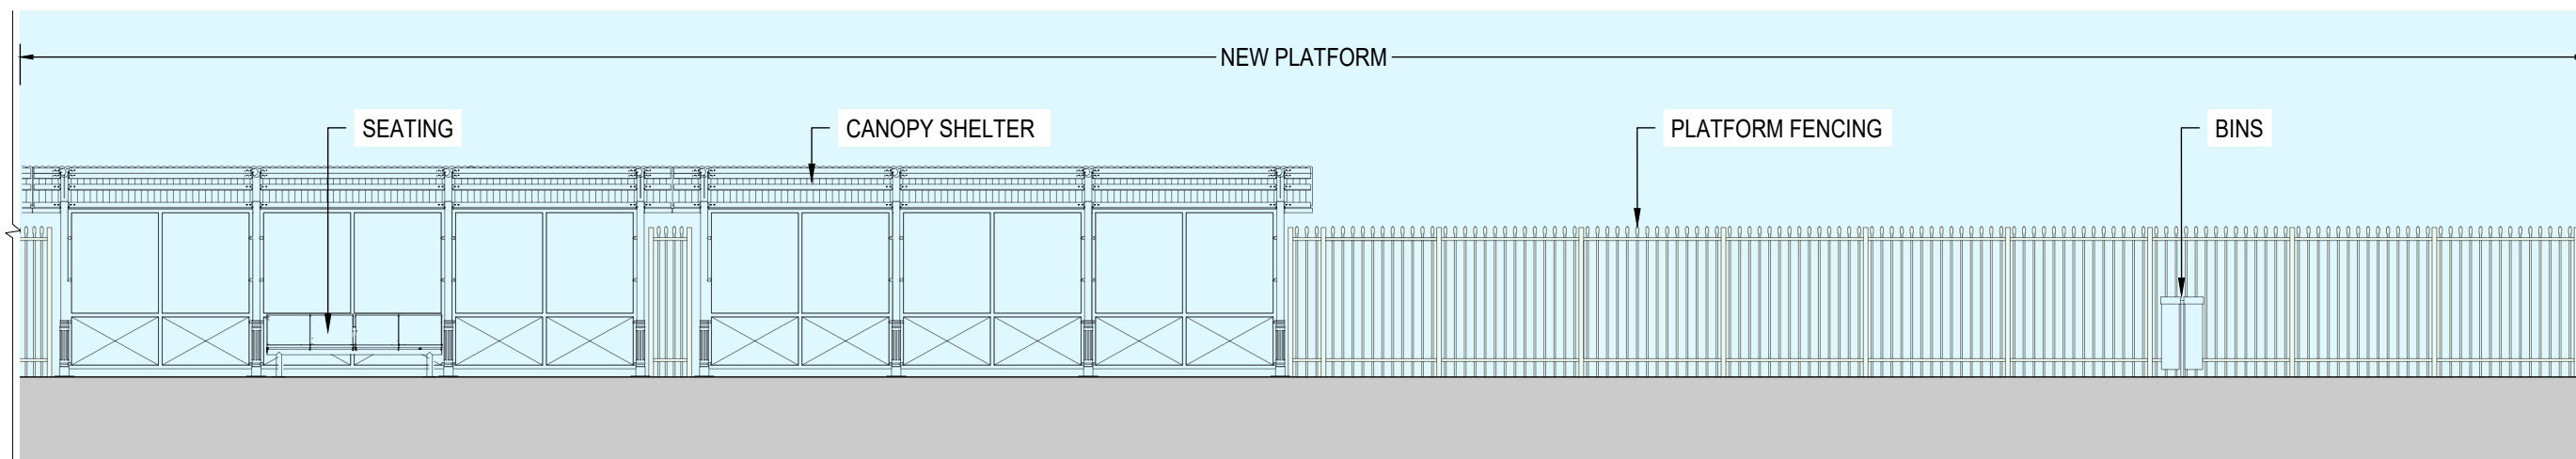 NEW PLATFORM
SEATING
CANOPY SHELTER
PLATFORM FENCING
BINS